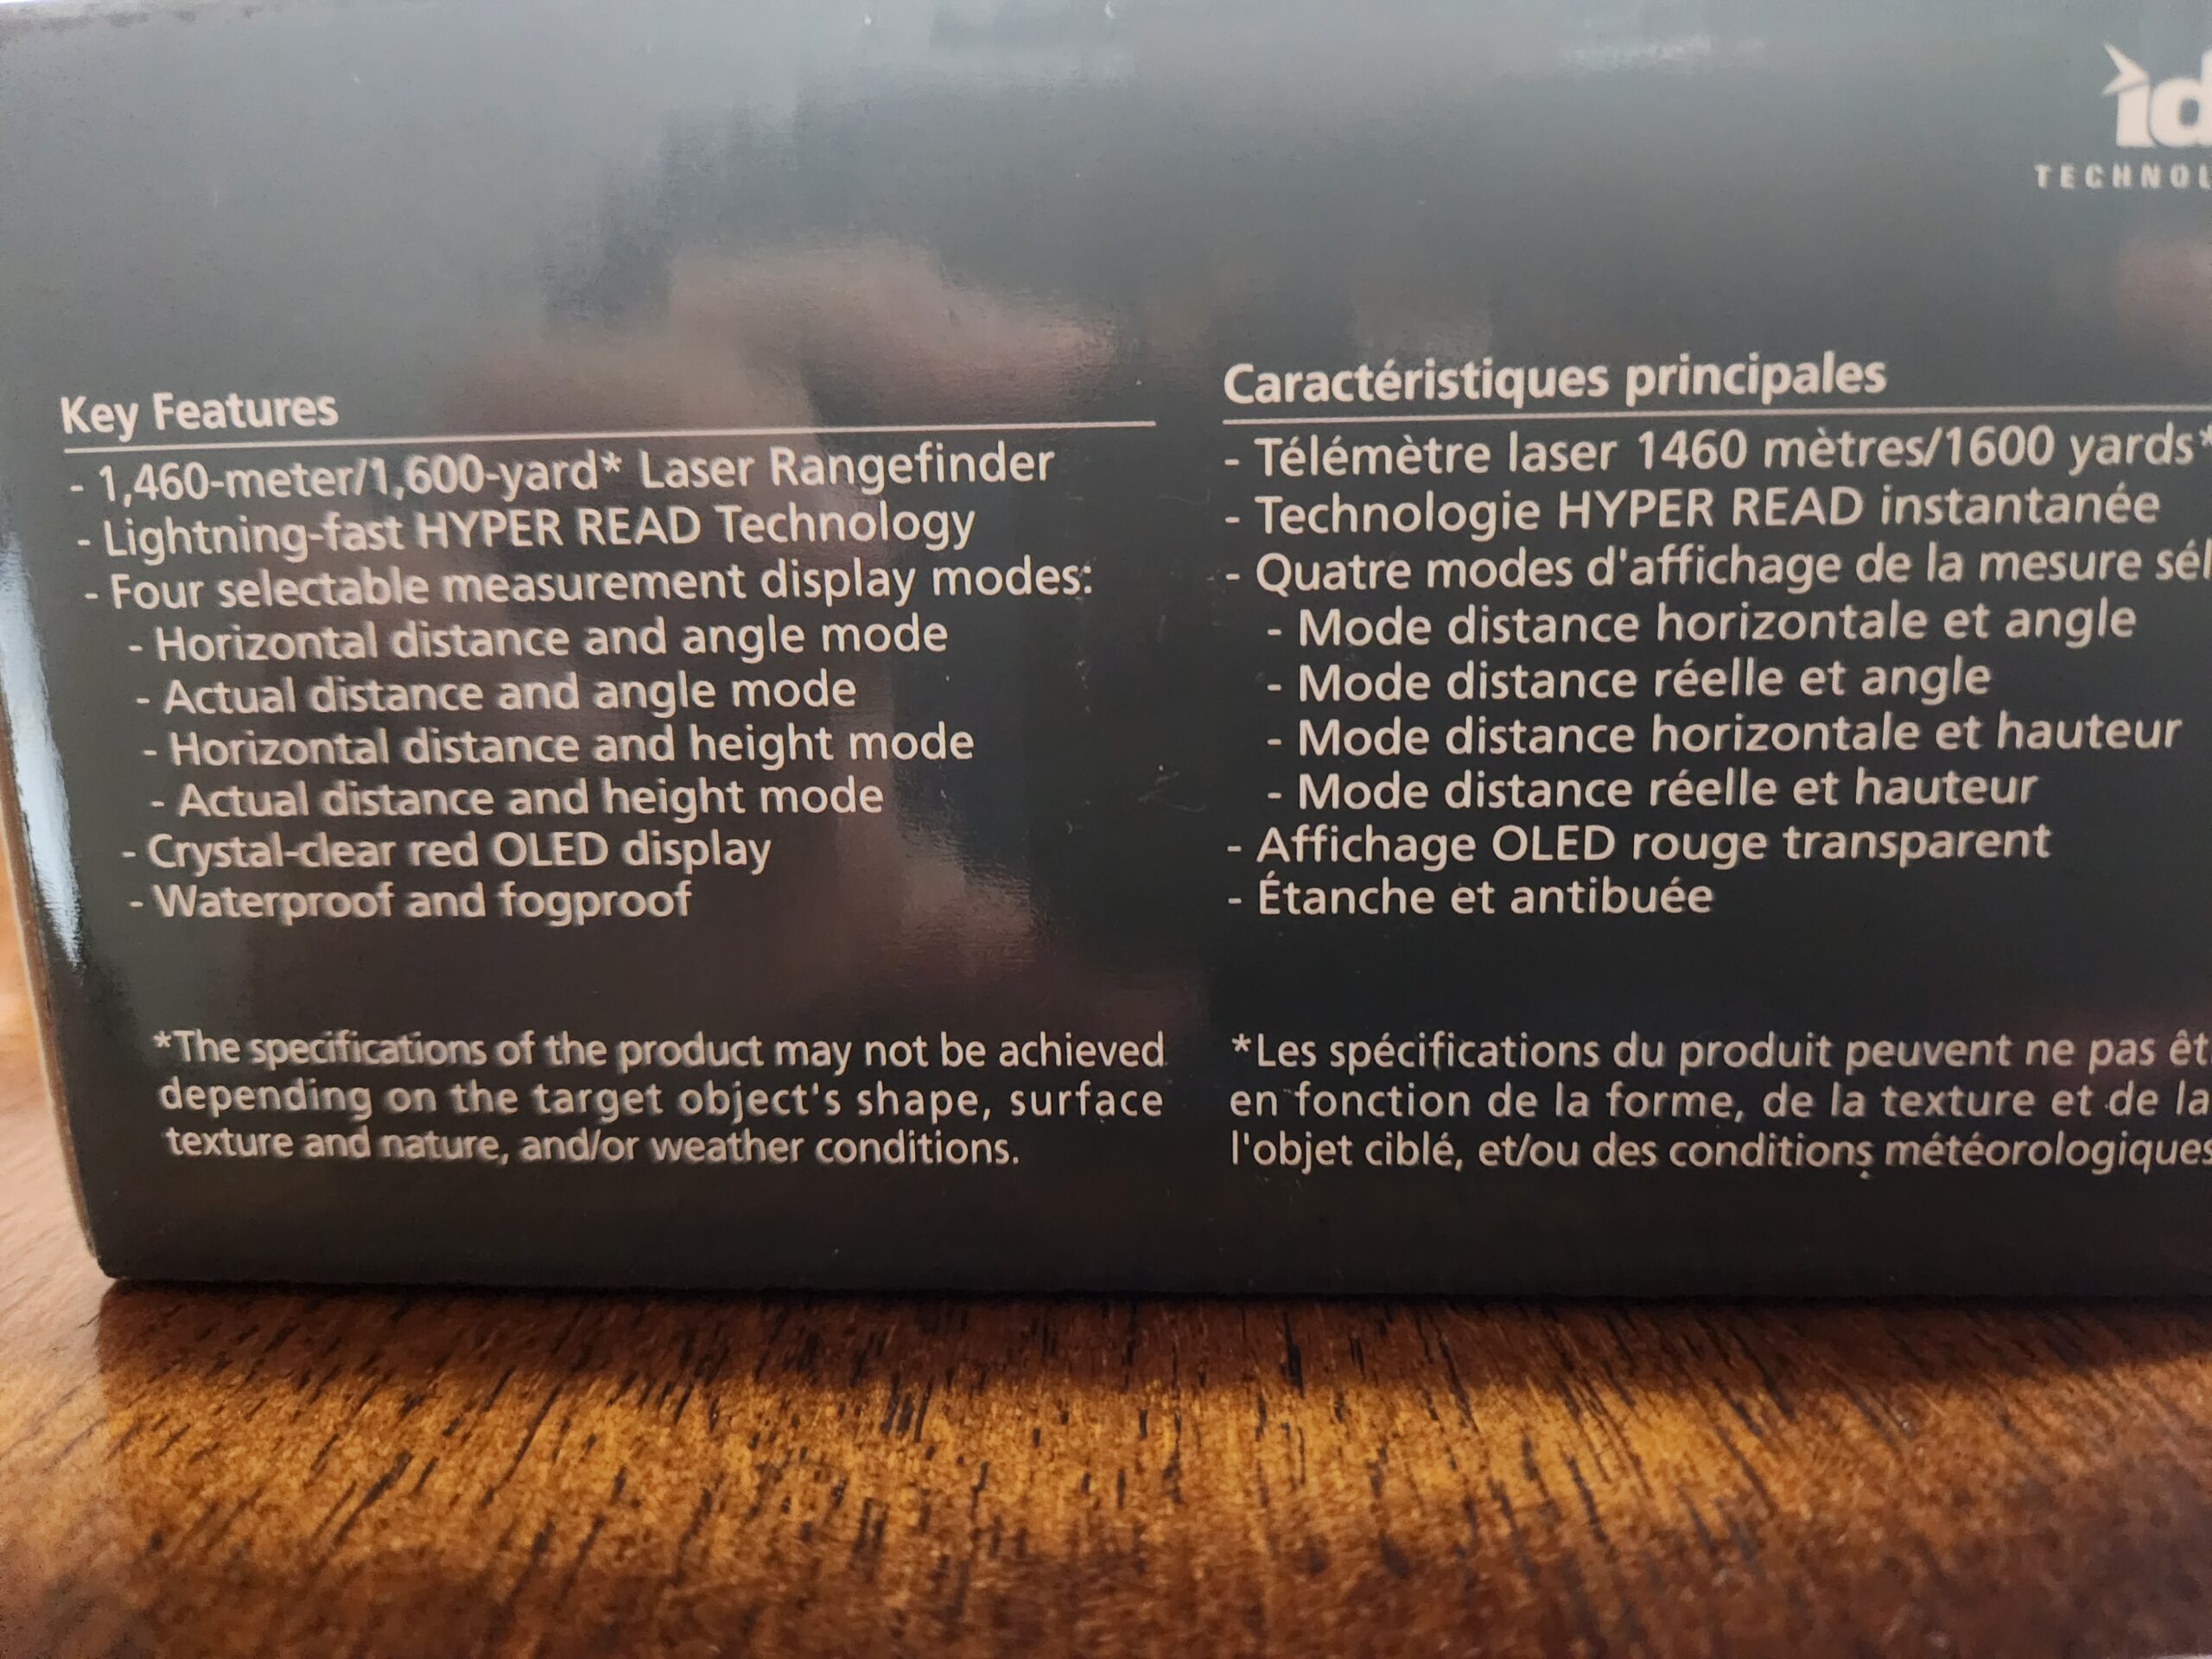 id
TECHNOL
Key Features
- 1,460-meter/1,600-yard* Laser Rangefinder
- Lightning-fast HYPER READ Technology
- Four selectable measurement display modes:
- Horizontal distance and angle mode
- Actual distance and angle mode
- Horizontal distance and height mode
- Actual distance and height mode
- Crystal-clear red OLED display
- Waterproof and fogproof
*The specifications of the product may not be achieved
depending on the target object's shape, surface
texture and nature, and/or weather conditions.
Caractéristiques principales
- Télémètre laser 1460 mètres/1600 yards*
- Technologie HYPER READ instantanée
- Quatre modes d'affichage de la mesure sél
- Mode distance horizontale et angle
- Mode distance réelle et angle
- Mode distance horizontale et hauteur
- Mode distance réelle et hauteur
- Affichage OLED rouge transparent
- Étanche et antibuée
*Les spécifications du produit peuvent ne pas êt
en fonction de la forme, de la texture et de la
l'objet ciblé, et/ou des conditions météorologiques